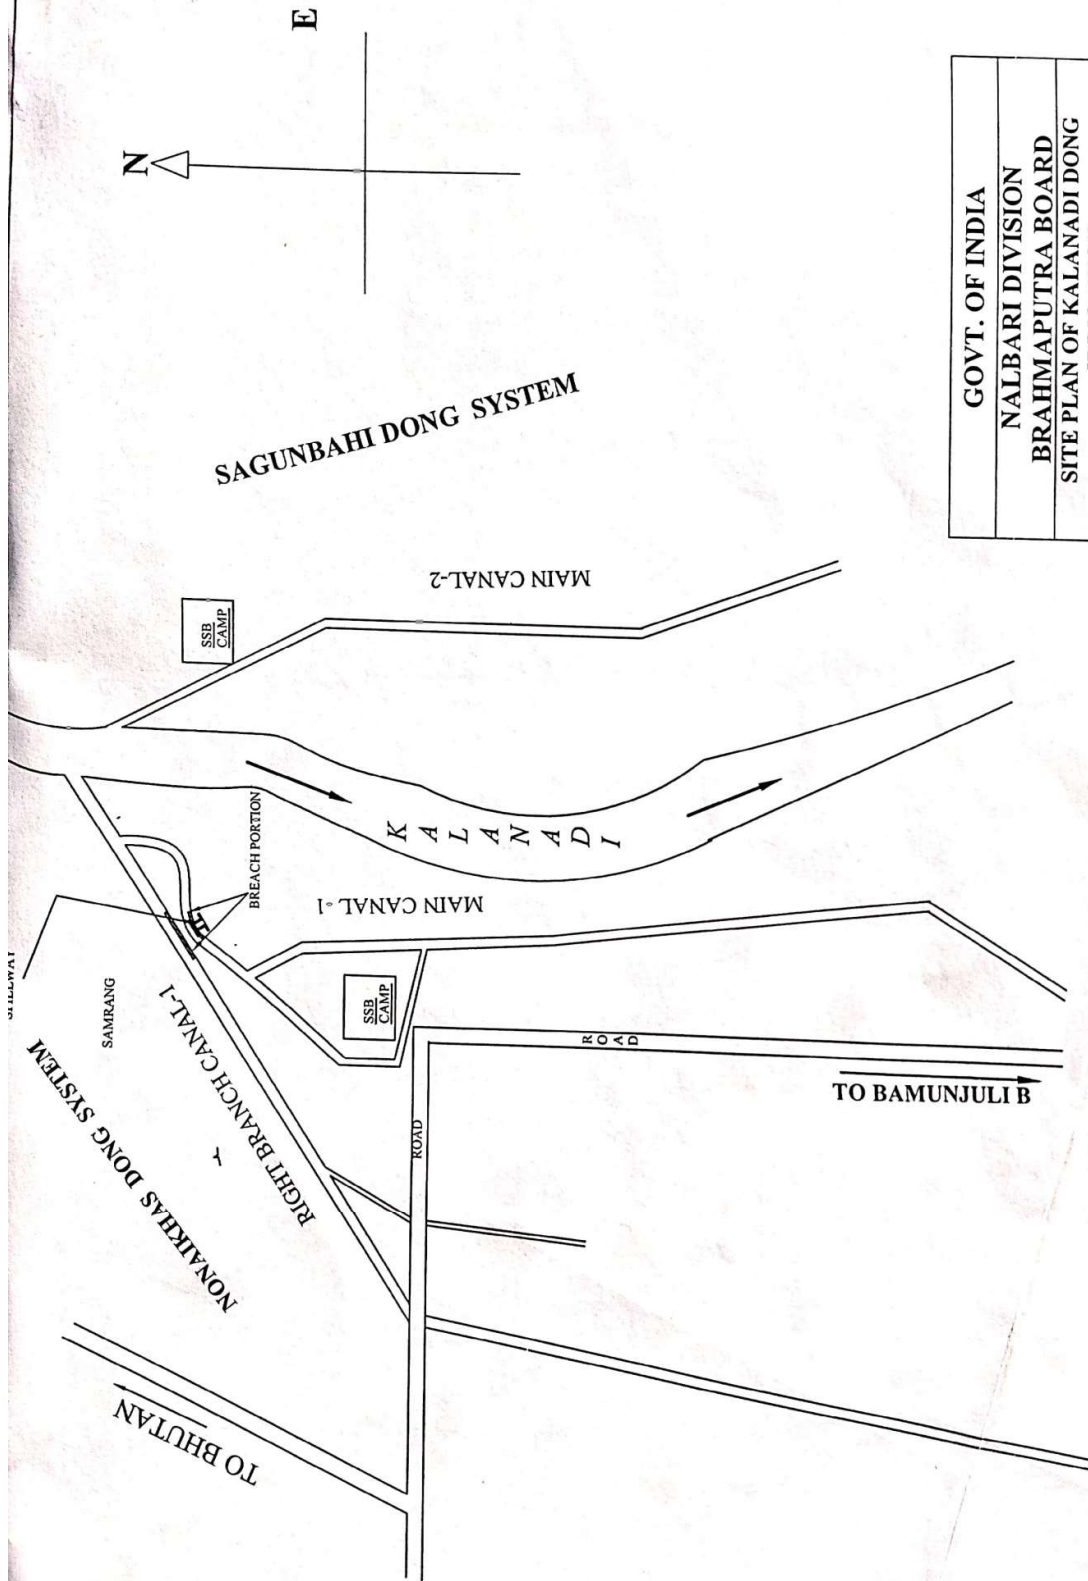 N
E
SAGUNBAHI DONG SYSTEM
SSB
CAMP
MAIN CANAL-2
KALANADI
BREACH PORTION
MAIN CANAL -1
SAMRANG
SSB
CAMP
RIGHT BRANCH CANAL-1
NONAIKHAS DONG SYSTEM
ROAD
ROAD
TO BAMUNJULI B
TO BHUTAN
GOVT. OF INDIA
NALBARI DIVISION
BRAHMAPUTRA BOARD
SITE PLAN OF KALANADI DONG